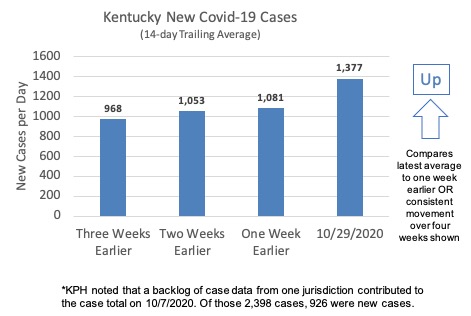 Kentucky New Covid-19 Cases
(14-day Trailing Average)
New Cases per Day
1600
1400
1200
1000
800
600
400
200
0
968
1,053
1,081
1,377
Three Weeks
Earlier
Two Weeks
Earlier
One Week
Earlier
10/29/2020
Up
Compares
latest average
to one week
earlier OR
consistent
movement
over four
weeks shown
*KPH noted that a backlog of case data from one jurisdiction contributed to
the case total on 10/7/2020. Of those 2,398 cases, 926 were new cases.